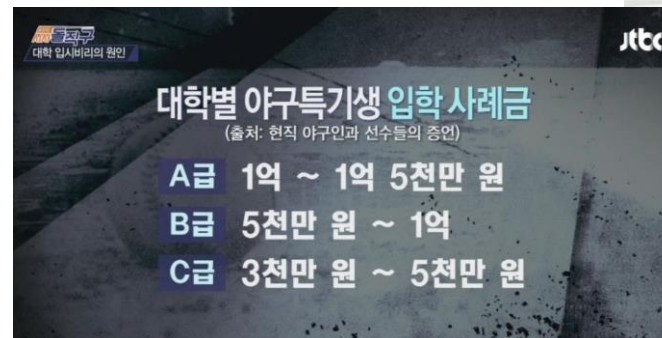 돌직구
대학 입시비리의 원인
jtbc
대학별 야구특기생 입학 사례금
(출처: 현직 야구인과 선수들의 증언)
A급 1억 ~ 1억 5천만 원
B급 5천만 원 ~ 1억
C급 3천만 원 ~ 5천만 원